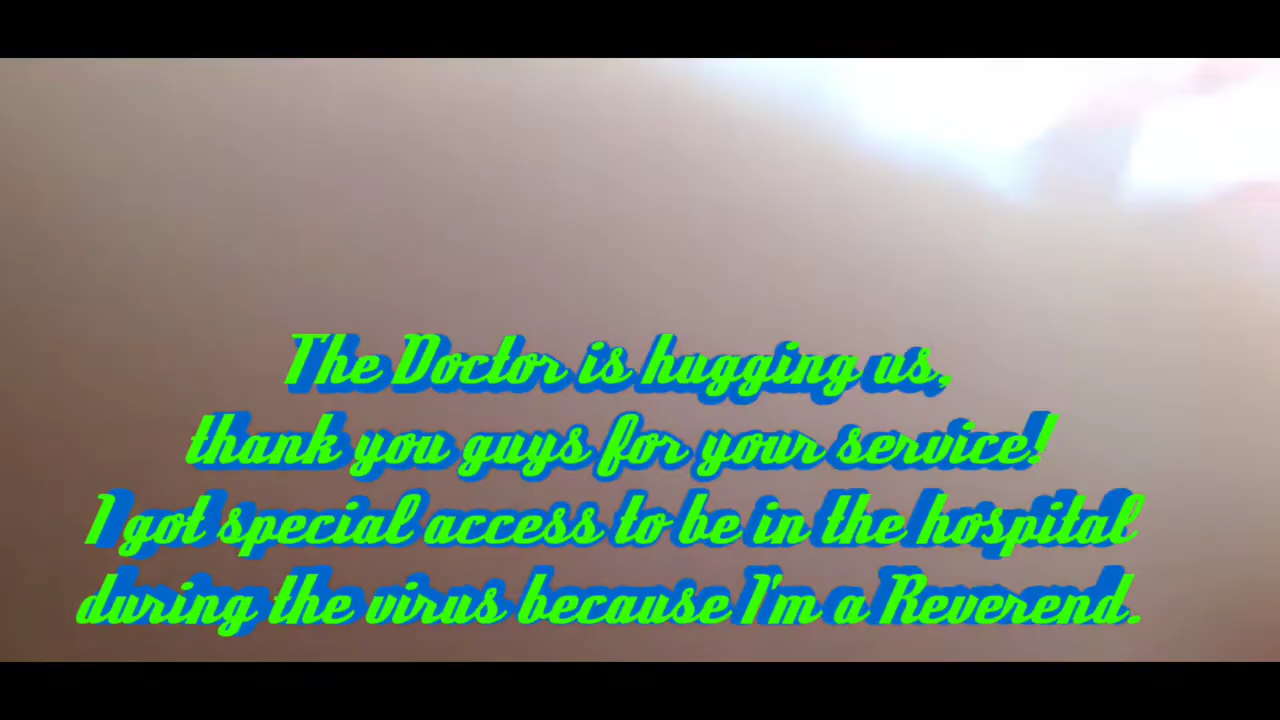 The Doctor is hugging us,
thank you guys for your service!
I got special access to be in the hospital
during the virus because I'm a Reverend.